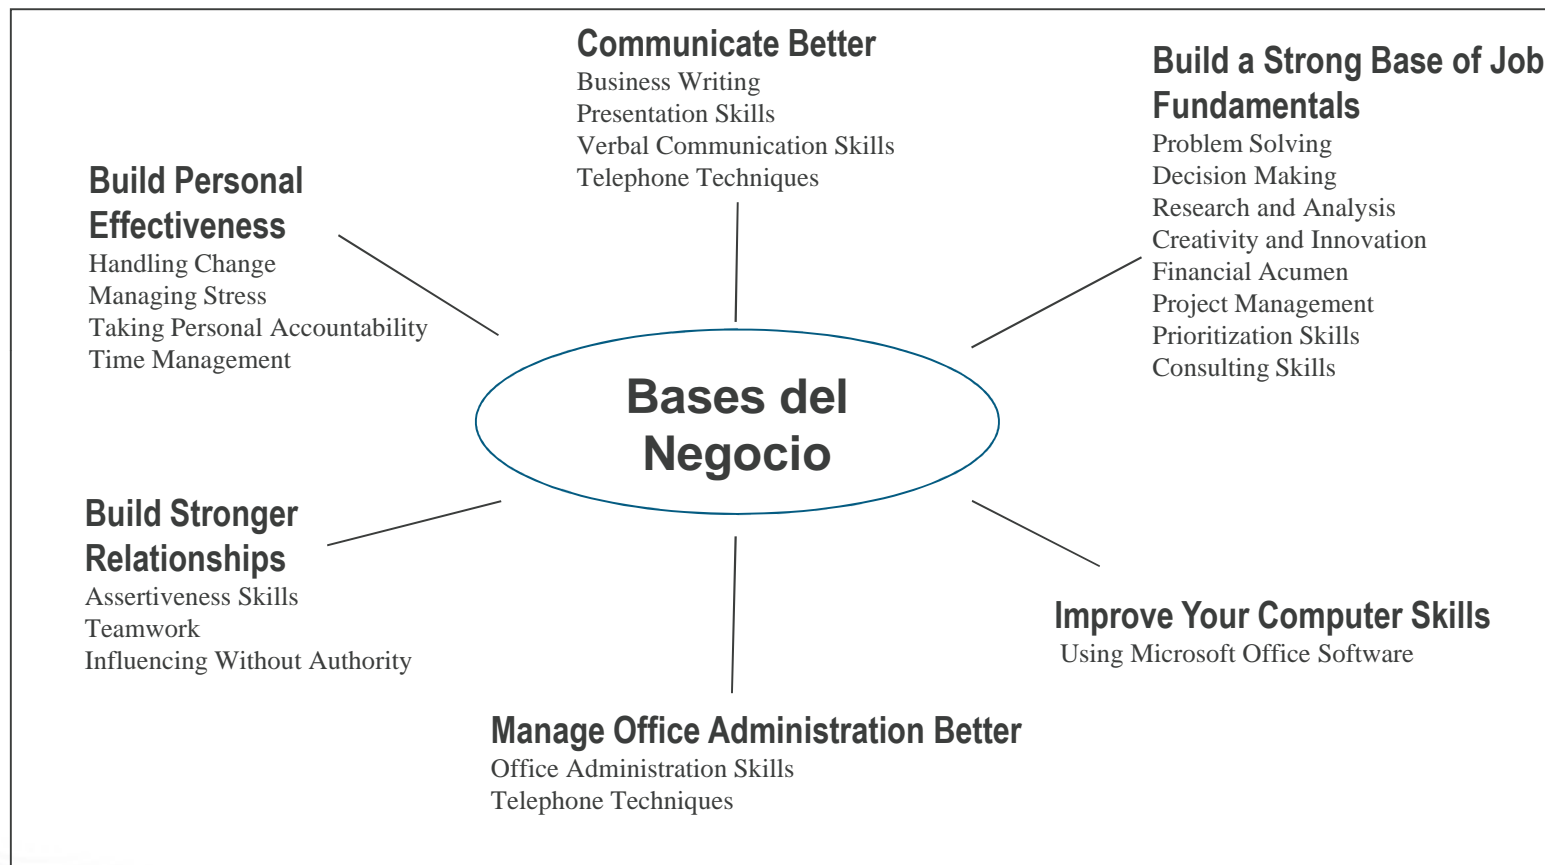 Communicate Better
Business Writing
Presentation Skills
Verbal Communication Skills
Telephone Techniques
Build a Strong Base of Job
Fundamentals
Problem Solving
Decision Making
Research and Analysis
Creativity and Innovation
Financial Acumen
Project Management
Prioritization Skills
Consulting Skills
Build Personal
Effectiveness
Handling Change
Managing Stress
Taking Personal Accountability
Time Management
Bases del
Negocio
Build Stronger
Relationships
Assertiveness Skills
Teamwork
Influencing Without Authority
Improve Your Computer Skills
Using Microsoft Office Software
Manage Office Administration Better
Office Administration Skills
Telephone Techniques